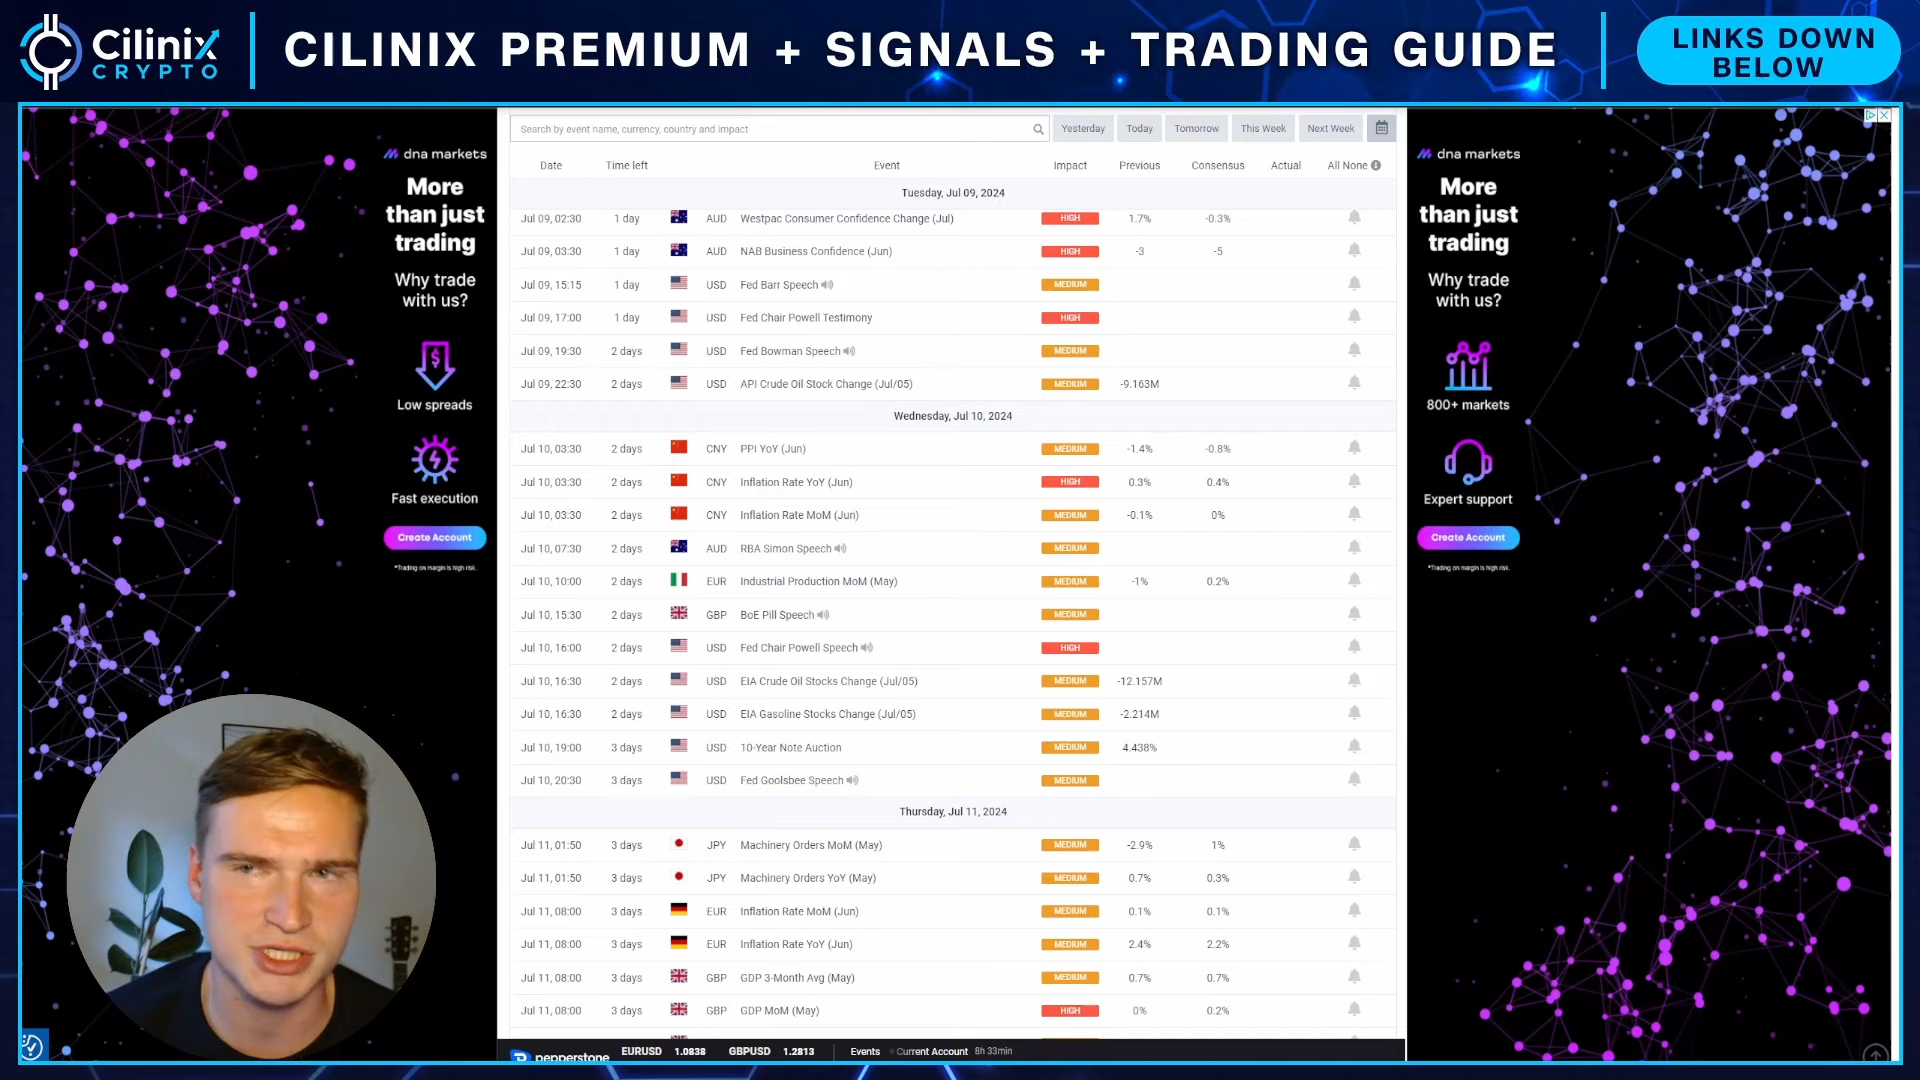 Cilinix
CRYPTO
CILINIX PREMIUM + SIGNALS + TRADING GUIDE
LINKS DOWN
BELOW
dna markets
More
than just
trading
Why trade
with us?
Low spreads
Fast execution
Create Account
*Trading on margin is high risk.
Search by event name, currency, country and impact
Yesterday Today Tomorrow This Week Next Week
Date Time left Event Impact Previous Consensus Actual All None
Tuesday, Jul 09, 2024
Jul 09, 02:30 1 day AUD Westpac Consumer Confidence Change (Jul) HIGH 1.7% -0.3%
Jul 09, 03:30 1 day AUD NAB Business Confidence (Jun) HIGH -3 -5
Jul 09, 15:15 1 day USD Fed Barr Speech MEDIUM
Jul 09, 17:00 1 day USD Fed Chair Powell Testimony HIGH
Jul 09, 19:30 2 days USD Fed Bowman Speech MEDIUM
Jul 09, 22:30 2 days USD API Crude Oil Stock Change (Jul/05) MEDIUM -9.163M
Wednesday, Jul 10, 2024
Jul 10, 03:30 2 days CNY PPI YoY (Jun) MEDIUM -1.4% -0.8%
Jul 10, 03:30 2 days CNY Inflation Rate YoY (Jun) HIGH 0.3% 0.4%
Jul 10, 03:30 2 days CNY Inflation Rate MoM (Jun) MEDIUM -0.1% 0%
Jul 10, 07:30 2 days AUD RBA Simon Speech MEDIUM
Jul 10, 10:00 2 days EUR Industrial Production MoM (May) MEDIUM -1% 0.2%
Jul 10, 15:30 2 days GBP BoE Pill Speech MEDIUM
Jul 10, 16:00 2 days USD Fed Chair Powell Speech HIGH
Jul 10, 16:30 2 days USD EIA Crude Oil Stocks Change (Jul/05) MEDIUM -12.157M
Jul 10, 16:30 2 days USD EIA Gasoline Stocks Change (Jul/05) MEDIUM -2.214M
Jul 10, 19:00 3 days USD 10-Year Note Auction MEDIUM 4.438%
Jul 10, 20:30 3 days USD Fed Goolsbee Speech MEDIUM
Thursday, Jul 11, 2024
Jul 11, 01:50 3 days JPY Machinery Orders MoM (May) MEDIUM -2.9% 1%
Jul 11, 01:50 3 days JPY Machinery Orders YoY (May) MEDIUM 0.7% 0.3%
Jul 11, 08:00 3 days EUR Inflation Rate MoM (Jun) MEDIUM 0.1% 0.1%
Jul 11, 08:00 3 days EUR Inflation Rate YoY (Jun) MEDIUM 2.4% 2.2%
Jul 11, 08:00 3 days GBP GDP 3-Month Avg (May) MEDIUM 0.7% 0.7%
Jul 11, 08:00 3 days GBP GDP MoM (May) HIGH 0% 0.2%
pepperstone EURUSD 1.0838 GBPUSD 1.2813 Events Current Account 8h 33min
dna markets
More
than just
trading
Why trade
with us?
800+ markets
Expert support
Create Account
*Trading on margin is high risk.